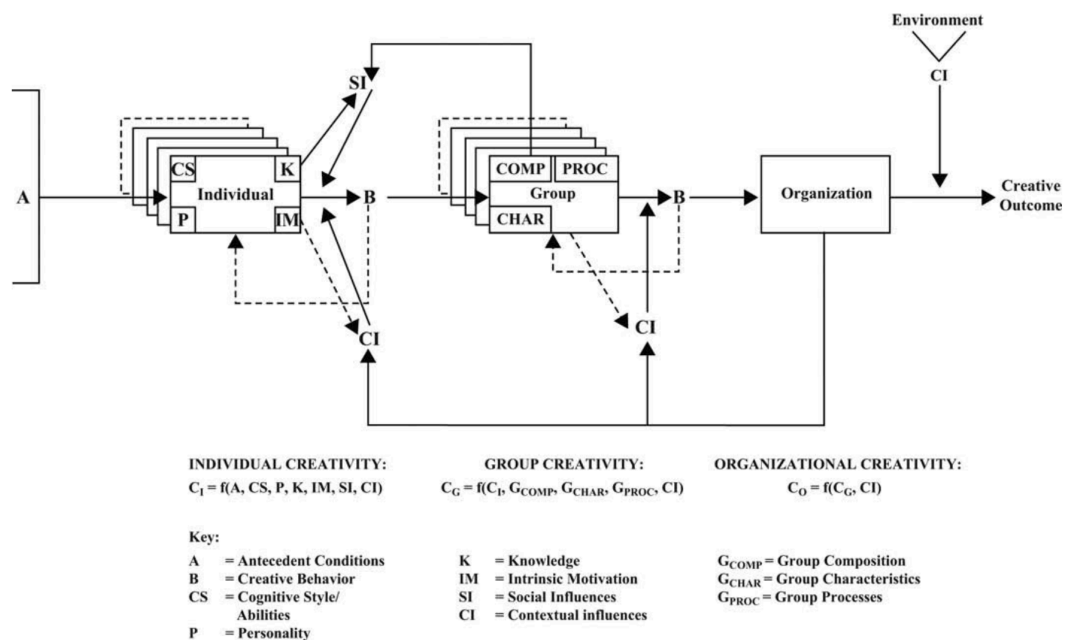 Environment
CI
SI
CS
K
COMP
PROC
A
Individual
B
Group
B
Organization
Creative
Outcome
P
IM
CHAR
CI
CI
INDIVIDUAL CREATIVITY:
C_I = f(A, CS, P, K, IM, SI, CI)
GROUP CREATIVITY:
C_G = f(C_I, G_COMP, G_CHAR, G_PROC, CI)
ORGANIZATIONAL CREATIVITY:
C_O = f(C_G, CI)
Key:
A = Antecedent Conditions
B = Creative Behavior
CS = Cognitive Style/
Abilities
P = Personality
K = Knowledge
IM = Intrinsic Motivation
SI = Social Influences
CI = Contextual influences
G_COMP = Group Composition
G_CHAR = Group Characteristics
G_PROC = Group Processes